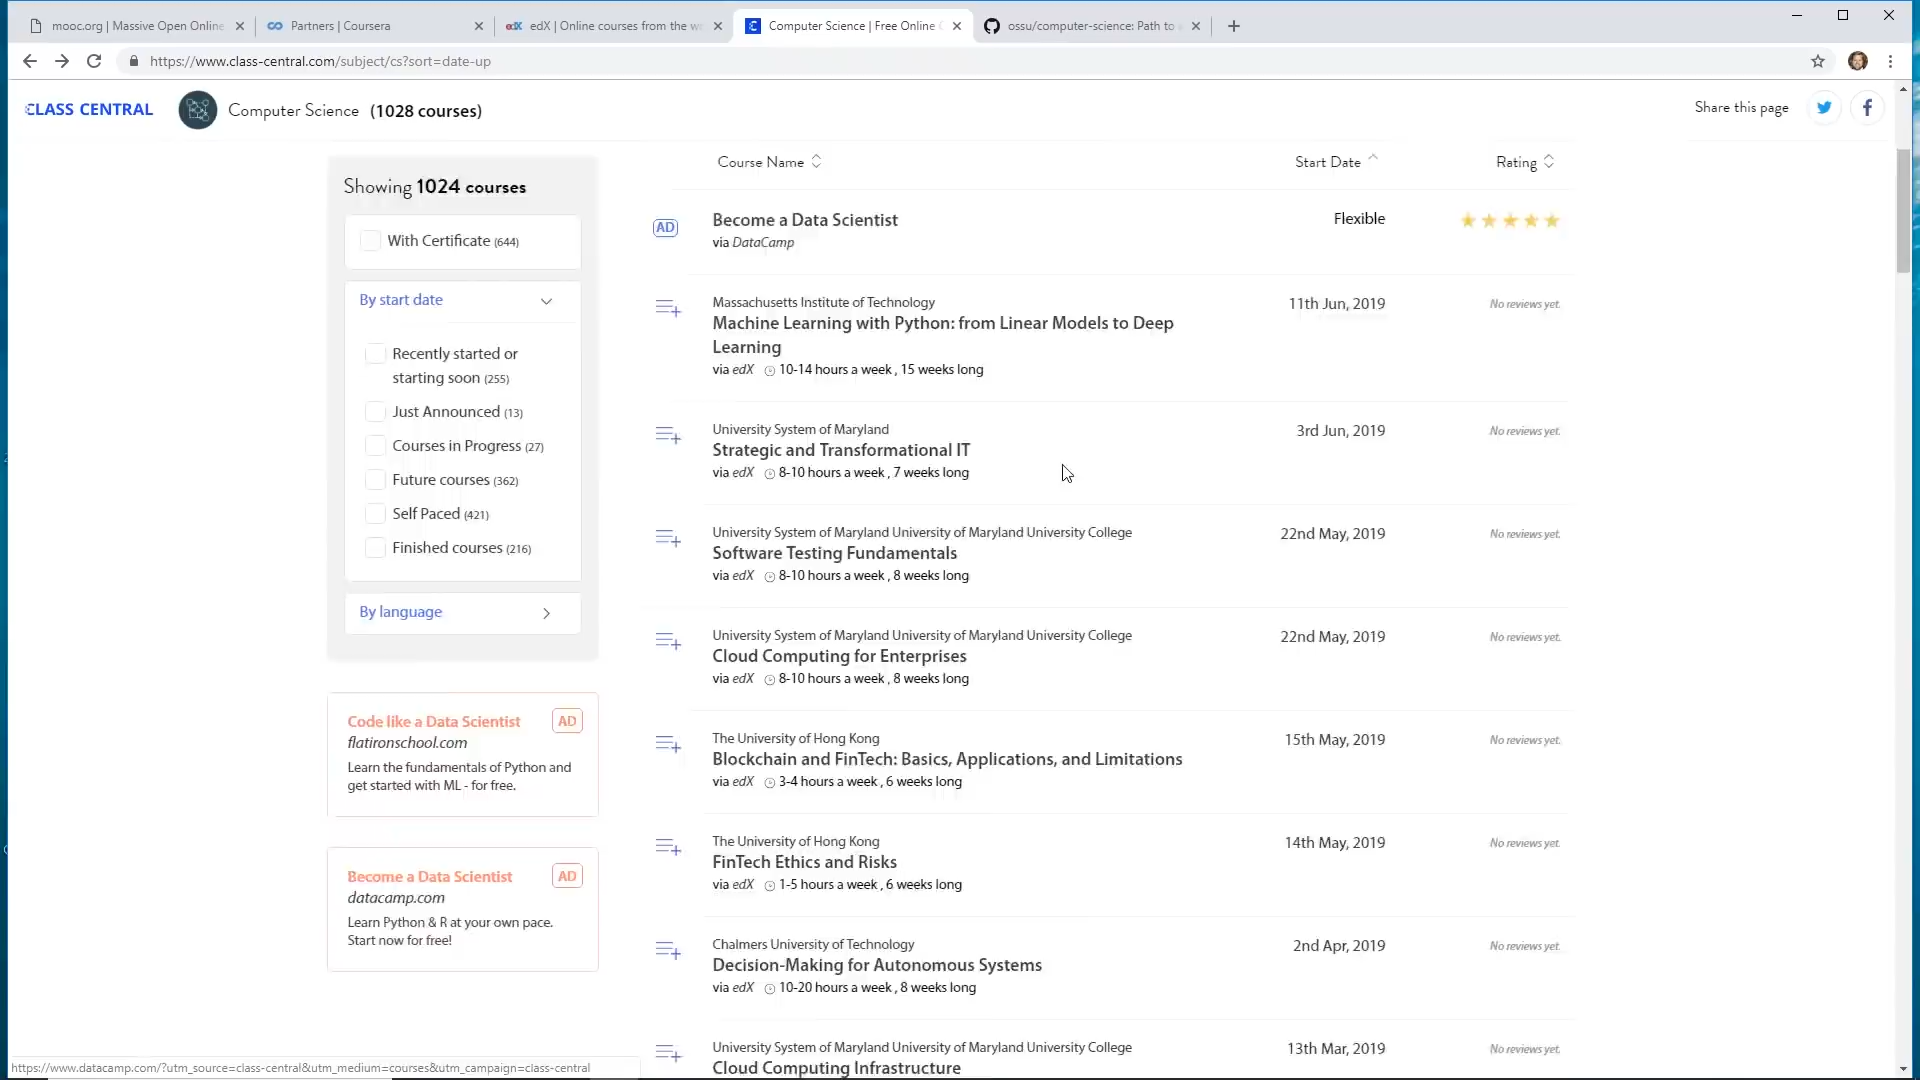 mooc.org | Massive Open Online
Partners | Coursera
edX | Online courses from the w
Computer Science | Free Online
ossu/computer-science: Path to
https://www.class-central.com/subject/cs?sort=date-up
CLASS CENTRAL
Computer Science (1028 courses)
Share this page
Showing 1024 courses
With Certificate (644)
By start date
Recently started or
starting soon (255)
Just Announced (13)
Courses in Progress (27)
Future courses (362)
Self Paced (421)
Finished courses (216)
By language
Code like a Data Scientist AD
flatironschool.com
Learn the fundamentals of Python and
get started with ML - for free.
Become a Data Scientist AD
datacamp.com
Learn Python & R at your own pace.
Start now for free!
Course Name Start Date Rating
AD Become a Data Scientist Flexible
via DataCamp
Massachusetts Institute of Technology 11th Jun, 2019 No reviews yet.
Machine Learning with Python: from Linear Models to Deep
Learning
via edX 10-14 hours a week , 15 weeks long
University System of Maryland 3rd Jun, 2019 No reviews yet.
Strategic and Transformational IT
via edX 8-10 hours a week , 7 weeks long
University System of Maryland University of Maryland University College 22nd May, 2019 No reviews yet.
Software Testing Fundamentals
via edX 8-10 hours a week , 8 weeks long
University System of Maryland University of Maryland University College 22nd May, 2019 No reviews yet.
Cloud Computing for Enterprises
via edX 8-10 hours a week , 8 weeks long
The University of Hong Kong 15th May, 2019 No reviews yet.
Blockchain and FinTech: Basics, Applications, and Limitations
via edX 3-4 hours a week , 6 weeks long
The University of Hong Kong 14th May, 2019 No reviews yet.
FinTech Ethics and Risks
via edX 1-5 hours a week , 6 weeks long
Chalmers University of Technology 2nd Apr, 2019 No reviews yet.
Decision-Making for Autonomous Systems
via edX 10-20 hours a week , 8 weeks long
University System of Maryland University of Maryland University College 13th Mar, 2019 No reviews yet.
Cloud Computing Infrastructure
https://www.datacamp.com/?utm_source=class-central&utm_medium=courses&utm_campaign=class-central